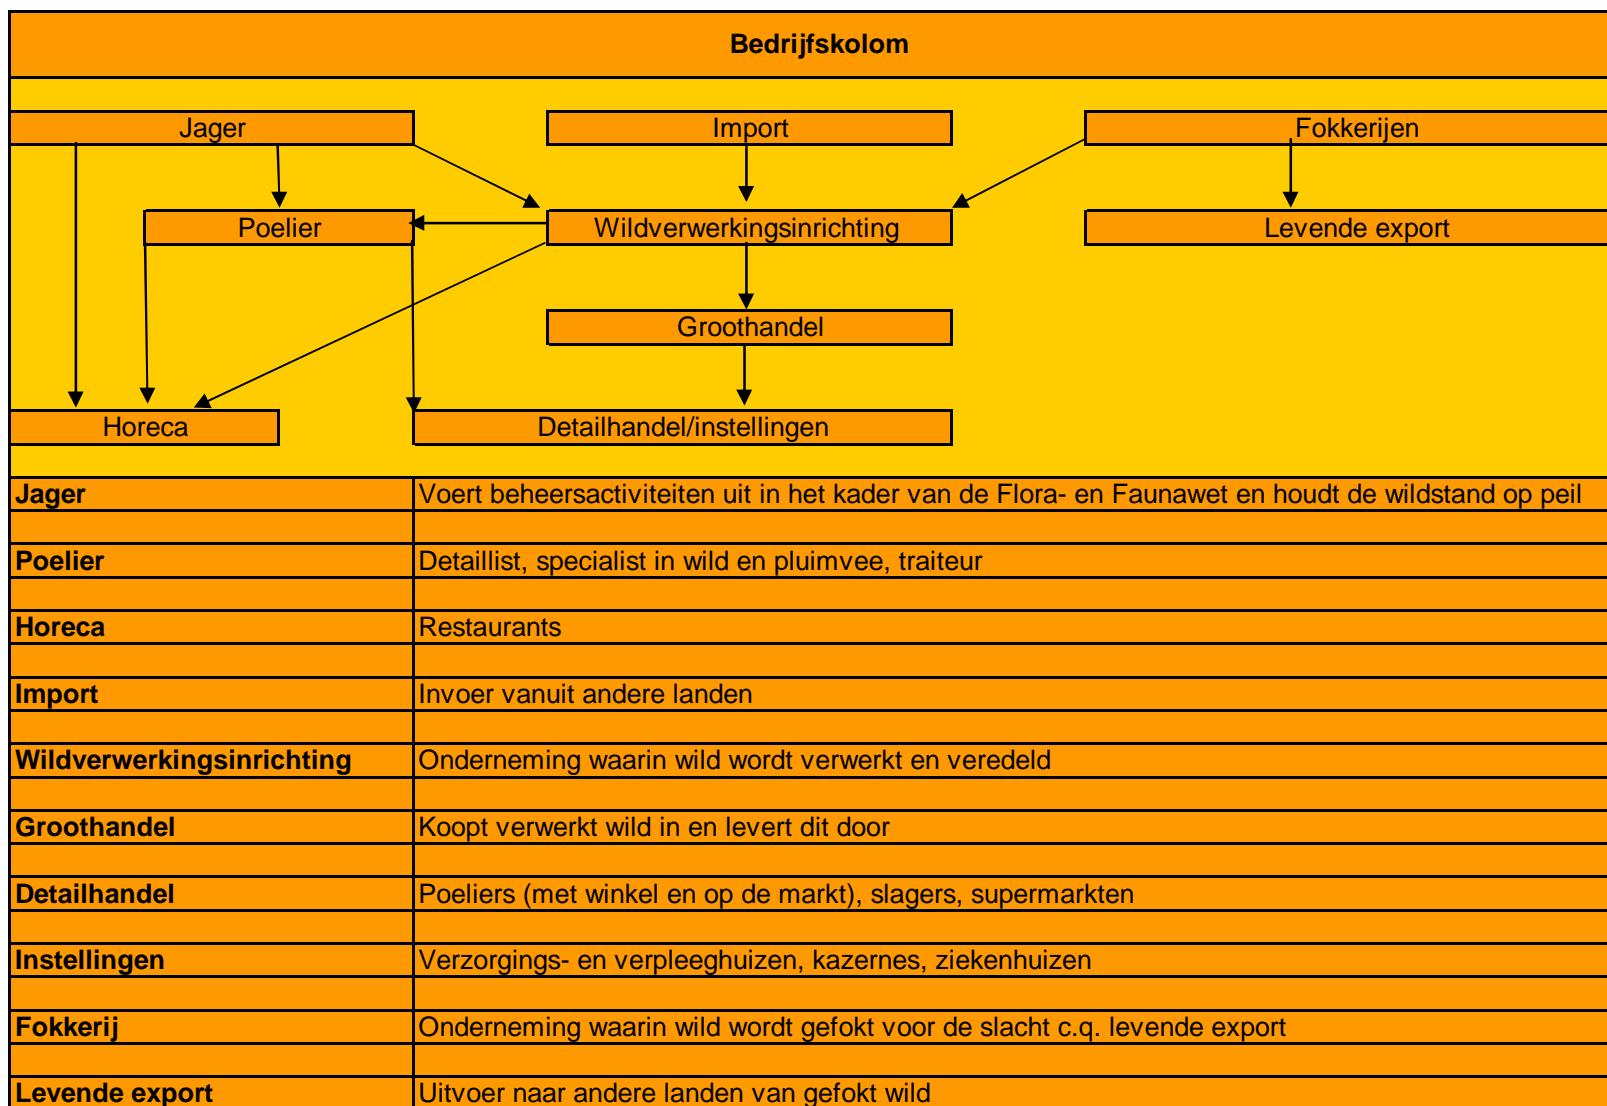 Bedrijfskolom
Jager
Import
Fokkerijen
Poelier
Wildverwerkingsinrichting
Levende export
Groothandel
Horeca
Detailhandel/instellingen
Jager Voert beheersactiviteiten uit in het kader van de Flora- en Faunawet en houdt de wildstand op peil
Poelier Detaillist, specialist in wild en pluimvee, traiteur
Horeca Restaurants
Import Invoer vanuit andere landen
Wildverwerkingsinrichting Onderneming waarin wild wordt verwerkt en veredeld
Groothandel Koopt verwerkt wild in en levert dit door
Detailhandel Poeliers (met winkel en op de markt), slagers, supermarkten
Instellingen Verzorgings- en verpleeghuizen, kazernes, ziekenhuizen
Fokkerij Onderneming waarin wild wordt gefokt voor de slacht c.q. levende export
Levende export Uitvoer naar andere landen van gefokt wild